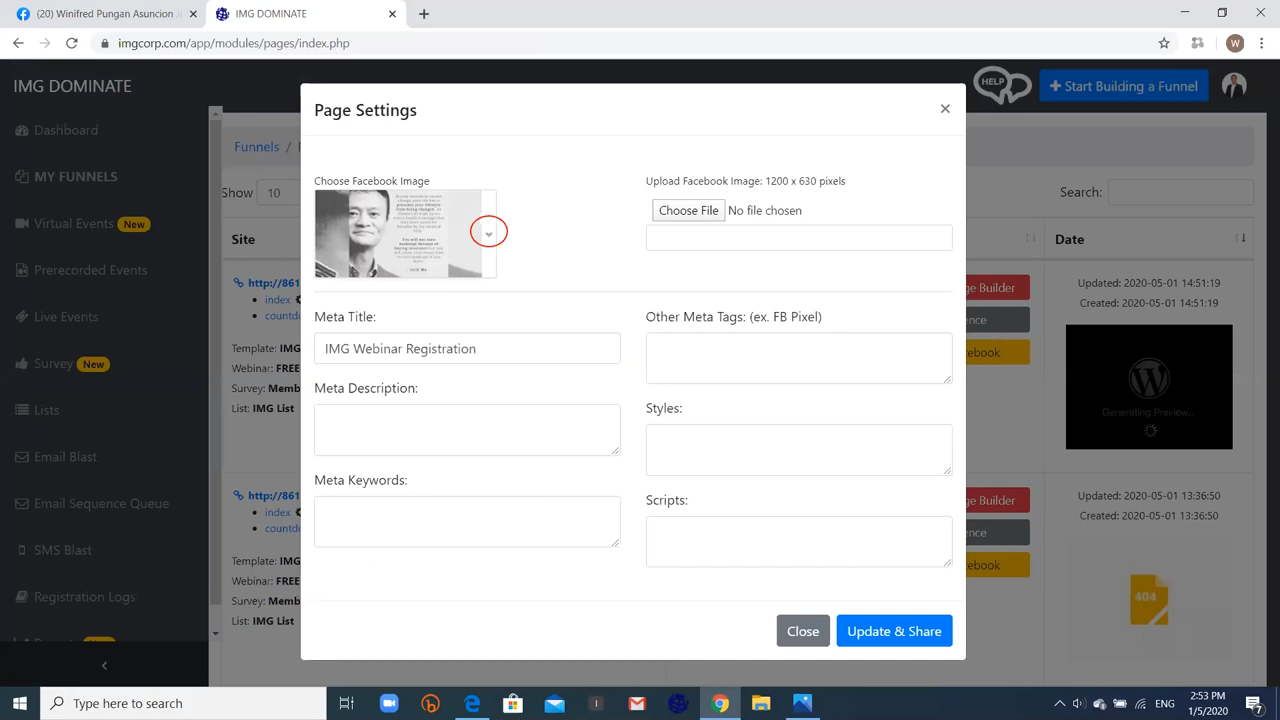 (20) Winifred Pungan Asuncion J
IMG DOMINATE
imgcorp.com/app/modules/pages/index.php
W
IMG DOMINATE
HELP
Start Building a Funnel
Dashboard
MY FUNNELS
Virtual Events New
Prerecorded Events
Live Events
Survey New
Lists
Email Blast
Email Sequence Queue
SMS Blast
Registration Logs
Funnels /
Show 10
Search:
Site
Date
http://861
index
countdo
Template: IMG
Webinar: FREE
Survey: Memb
List: IMG List
ge Builder
ence
cebook
Updated: 2020-05-01 14:51:19
Created: 2020-05-01 14:51:19
Generating Preview...
http://861
index
countdo
Template: IMG
Webinar: FREE
Survey: Memb
List: IMG List
ge Builder
ence
cebook
Updated: 2020-05-01 13:36:50
Created: 2020-05-01 13:36:50
404
Page Settings
×
Choose Facebook Image
- JACK MA
Upload Facebook Image: 1200 x 630 pixels
Choose File No file chosen
Meta Title:
IMG Webinar Registration
Meta Description:
Meta Keywords:
Other Meta Tags: (ex. FB Pixel)
Styles:
Scripts:
Close
Update & Share
Type here to search
ENG
2:53 PM
1/5/2020
7